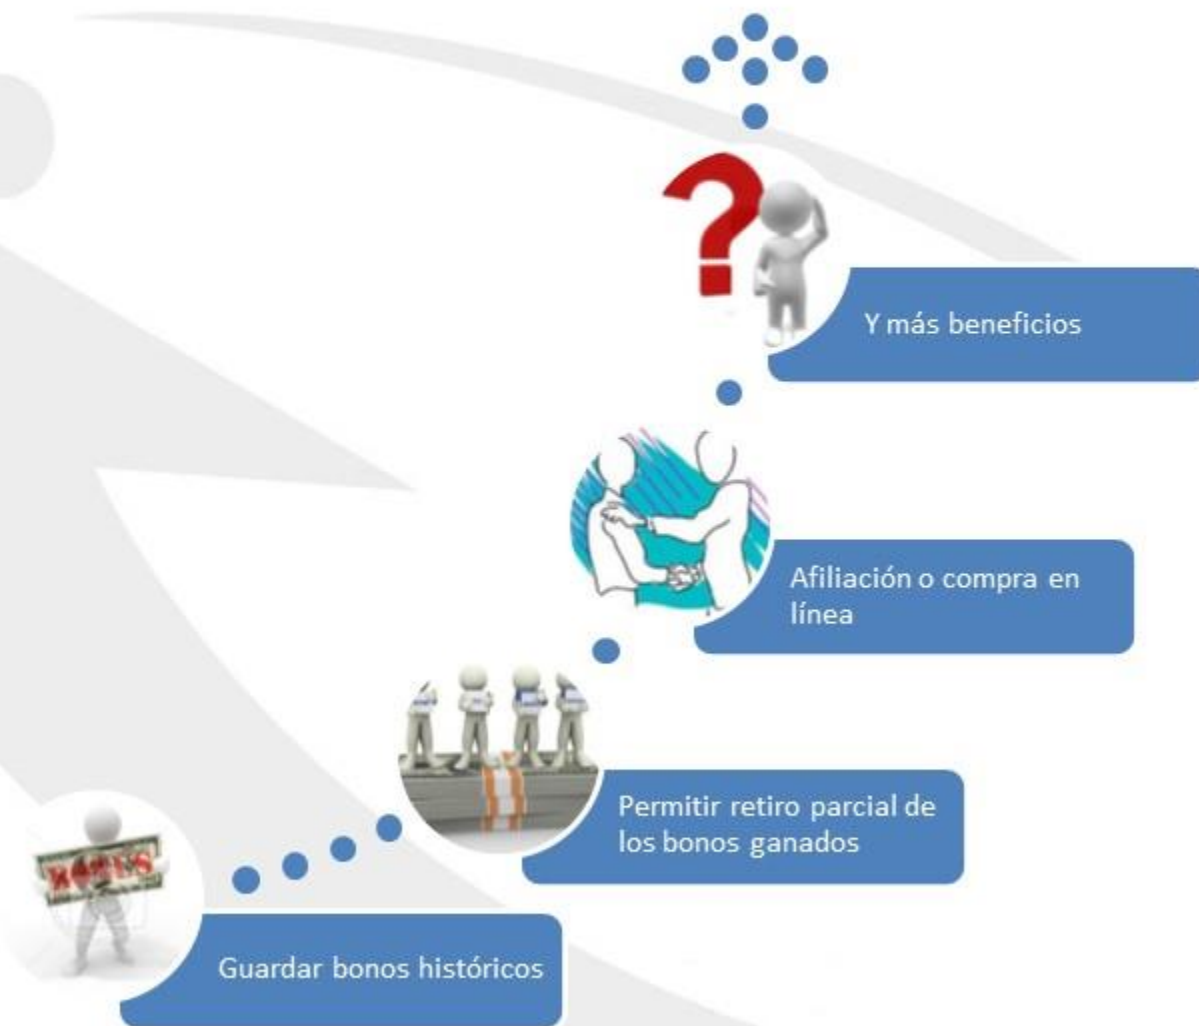 Y más beneficios
Afiliación o compra en
línea
Permitir retiro parcial de
los bonos ganados
Guardar bonos históricos